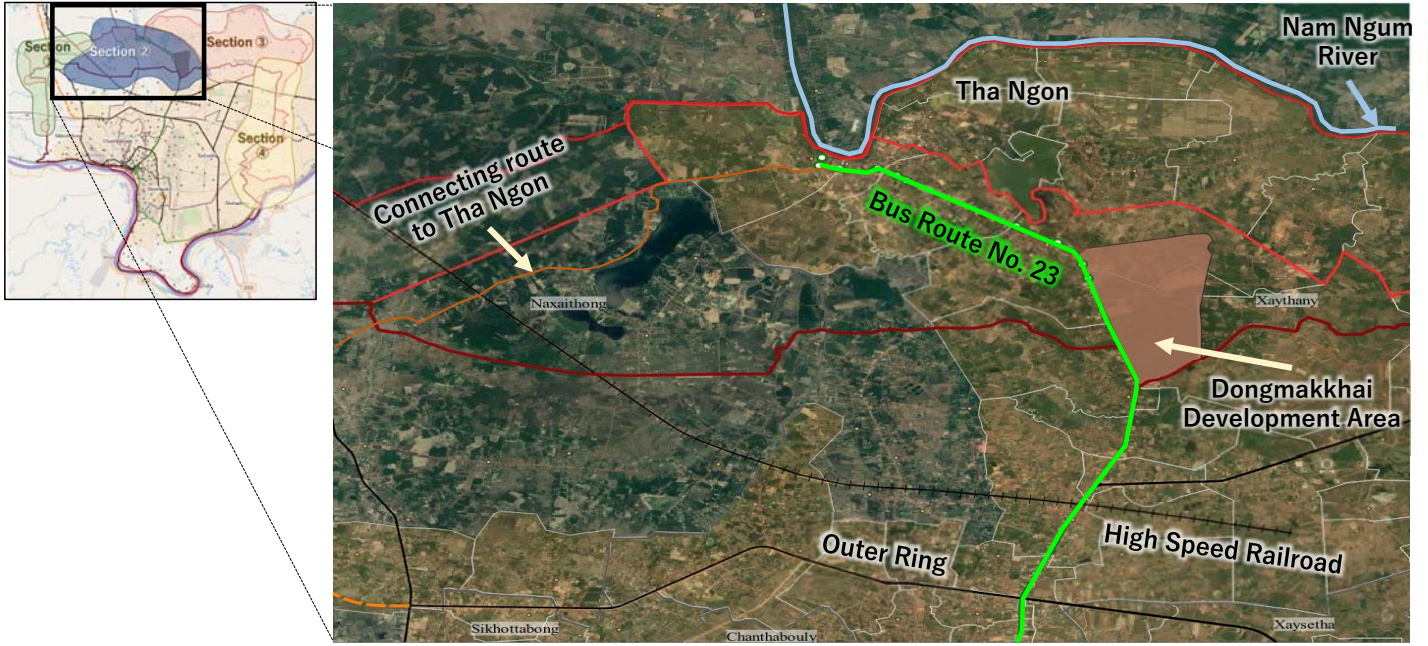 Section
Section ②
Section ③
Section
④
Nam Ngum
River
Tha Ngon
Connecting route
to Tha Ngon
Bus Route No. 23
Naxaithong
Xaythany
Dongmakkhai
Development Area
Outer Ring
High Speed Railroad
Sikhottabong
Chanthabouly
Xaysetha